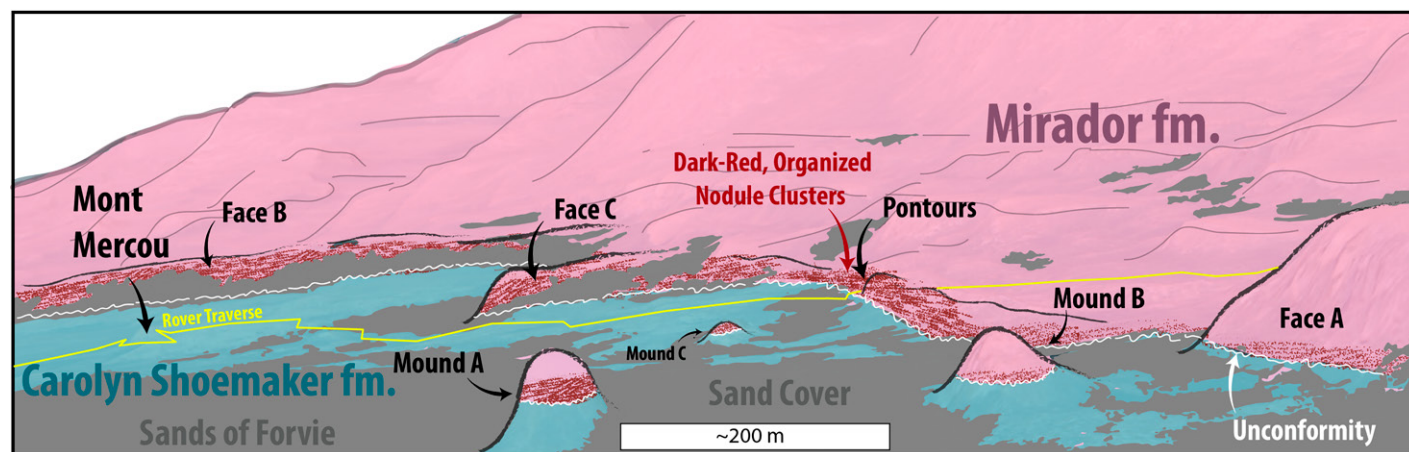 Mirador fm.
Dark-Red, Organized
Nodule Clusters
Mont
Mercou
Face B
Face C
Pontours
Rover Traverse
Mound B
Face A
Mound C
Mound A
Carolyn Shoemaker fm.
Sand Cover
Sands of Forvie
~200 m
Unconformity